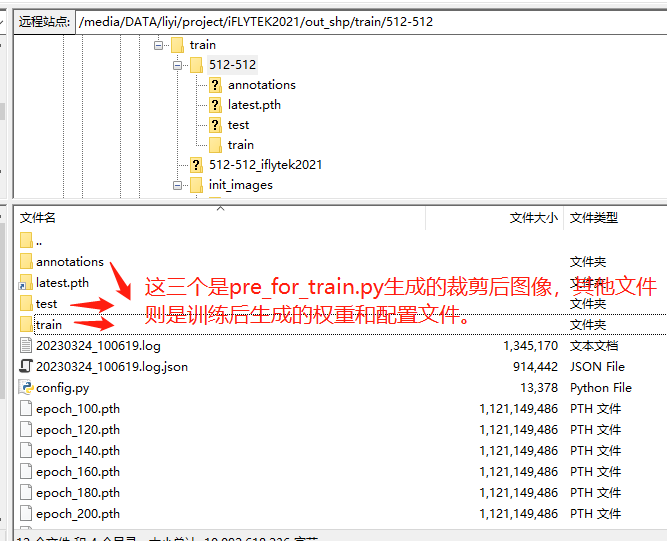 远程站点: /media/DATA/liyi/project/iFLYTEK2021/out_shp/train/512-512
train
512-512
? annotations
? latest.pth
? test
train
? 512-512_iflytek2021
init_images
文件名 文件大小 文件类型
..
annotations 文件夹
latest.pth 文件夹
test 文件夹
train 文件夹
这三个是pre_for_train.py生成的裁剪后图像，其他文件
则是训练后生成的权重和配置文件。
20230324_100619.log 1,345,170 文本文档
20230324_100619.log.json 914,442 JSON File
config.py 13,378 Python File
epoch_100.pth 1,121,149,486 PTH 文件
epoch_120.pth 1,121,149,486 PTH 文件
epoch_140.pth 1,121,149,486 PTH 文件
epoch_160.pth 1,121,149,486 PTH 文件
epoch_180.pth 1,121,149,486 PTH 文件
epoch_200.pth 1,121,149,486 PTH 文件